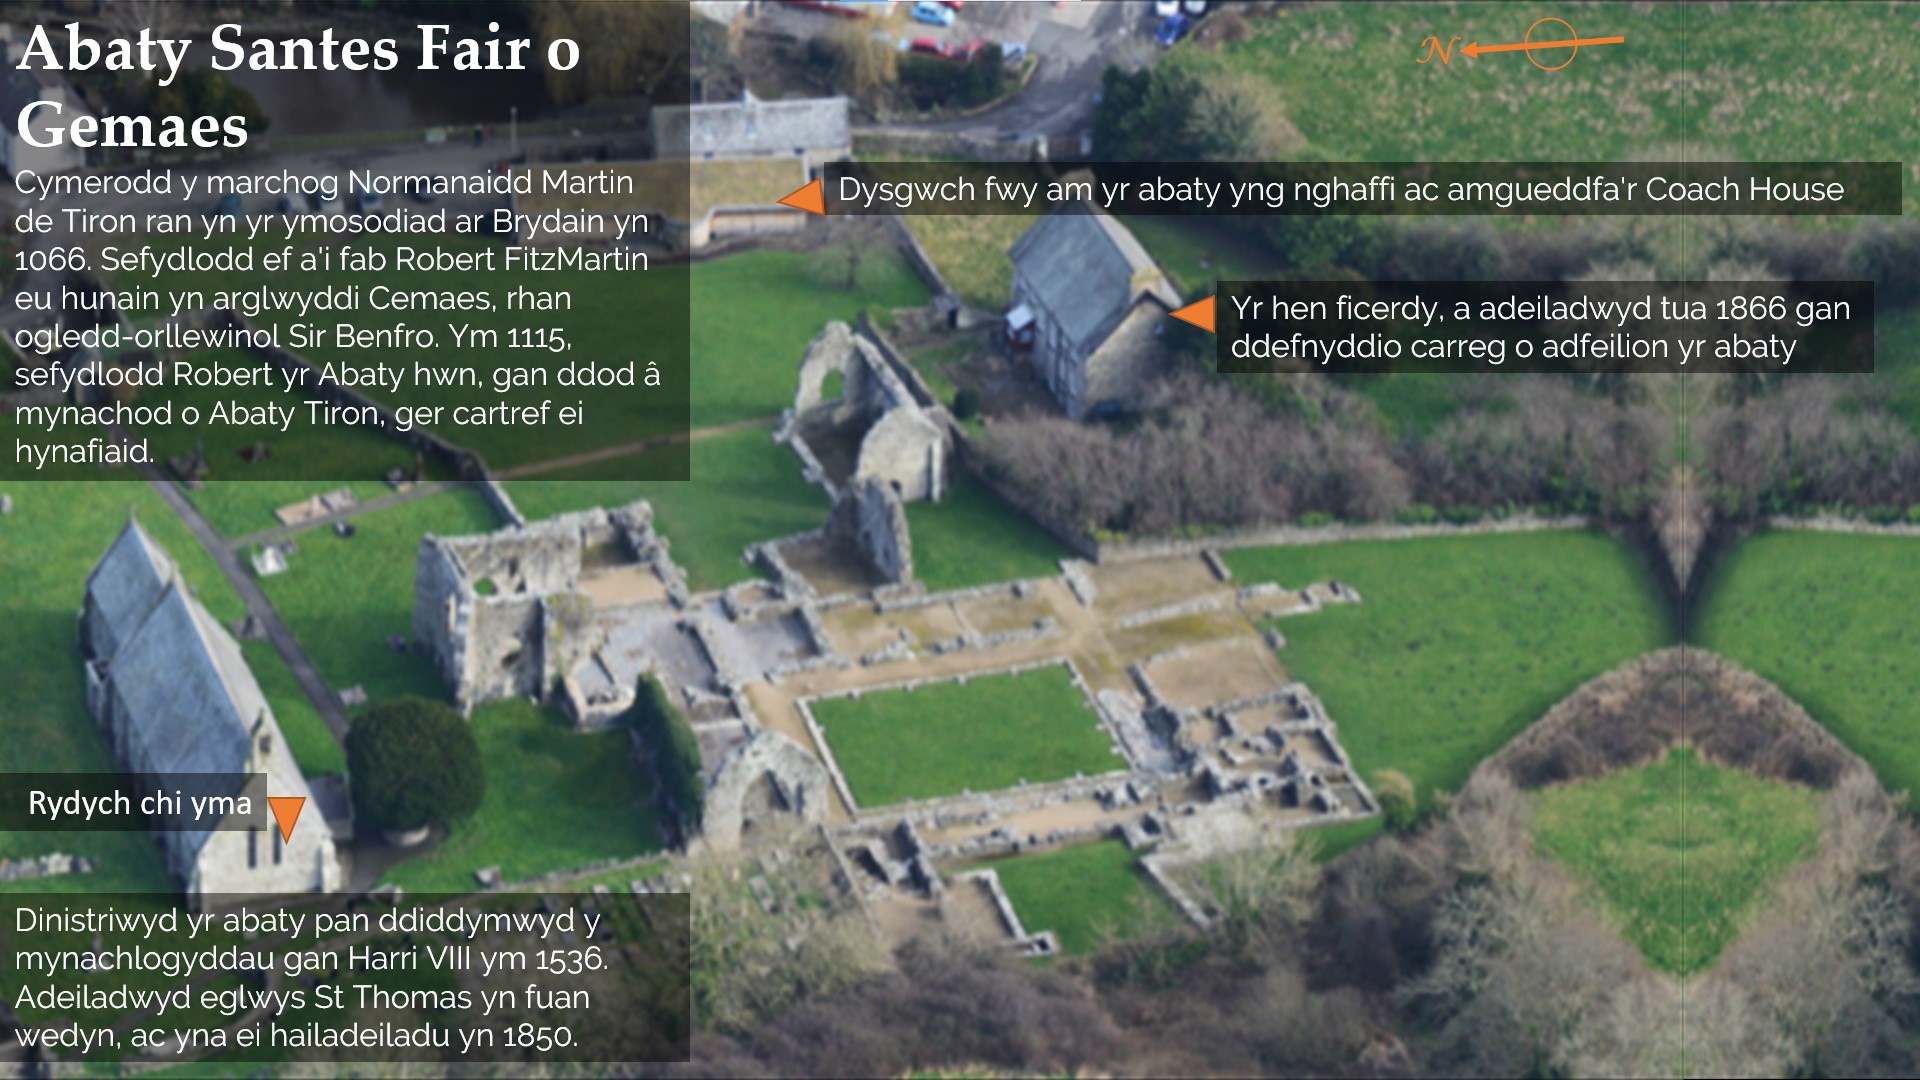 Abaty Santes Fair o
Gemaes
Cymerodd y marchog Normanaidd Martin
de Tiron ran yn yr ymosodiad ar Brydain yn
1066. Sefydlodd ef a'i fab Robert FitzMartin
eu hunain yn arglwyddi Cemaes, rhan
ogledd-orllewinol Sir Benfro. Ym 1115,
sefydlodd Robert yr Abaty hwn, gan ddod â
mynachod o Abaty Tiron, ger cartref ei
hynafiaid.
N
Dysgwch fwy am yr abaty yng nghaffi ac amgueddfa'r Coach House
Yr hen ficerdy, a adeiladwyd tua 1866 gan
ddefnyddio carreg o adfeilion yr abaty
Rydych chi yma
Dinistriwyd yr abaty pan ddiddymwyd y
mynachlogyddau gan Harri VIII ym 1536.
Adeiladwyd eglwys St Thomas yn fuan
wedyn, ac yna ei hailadeiladu yn 1850.